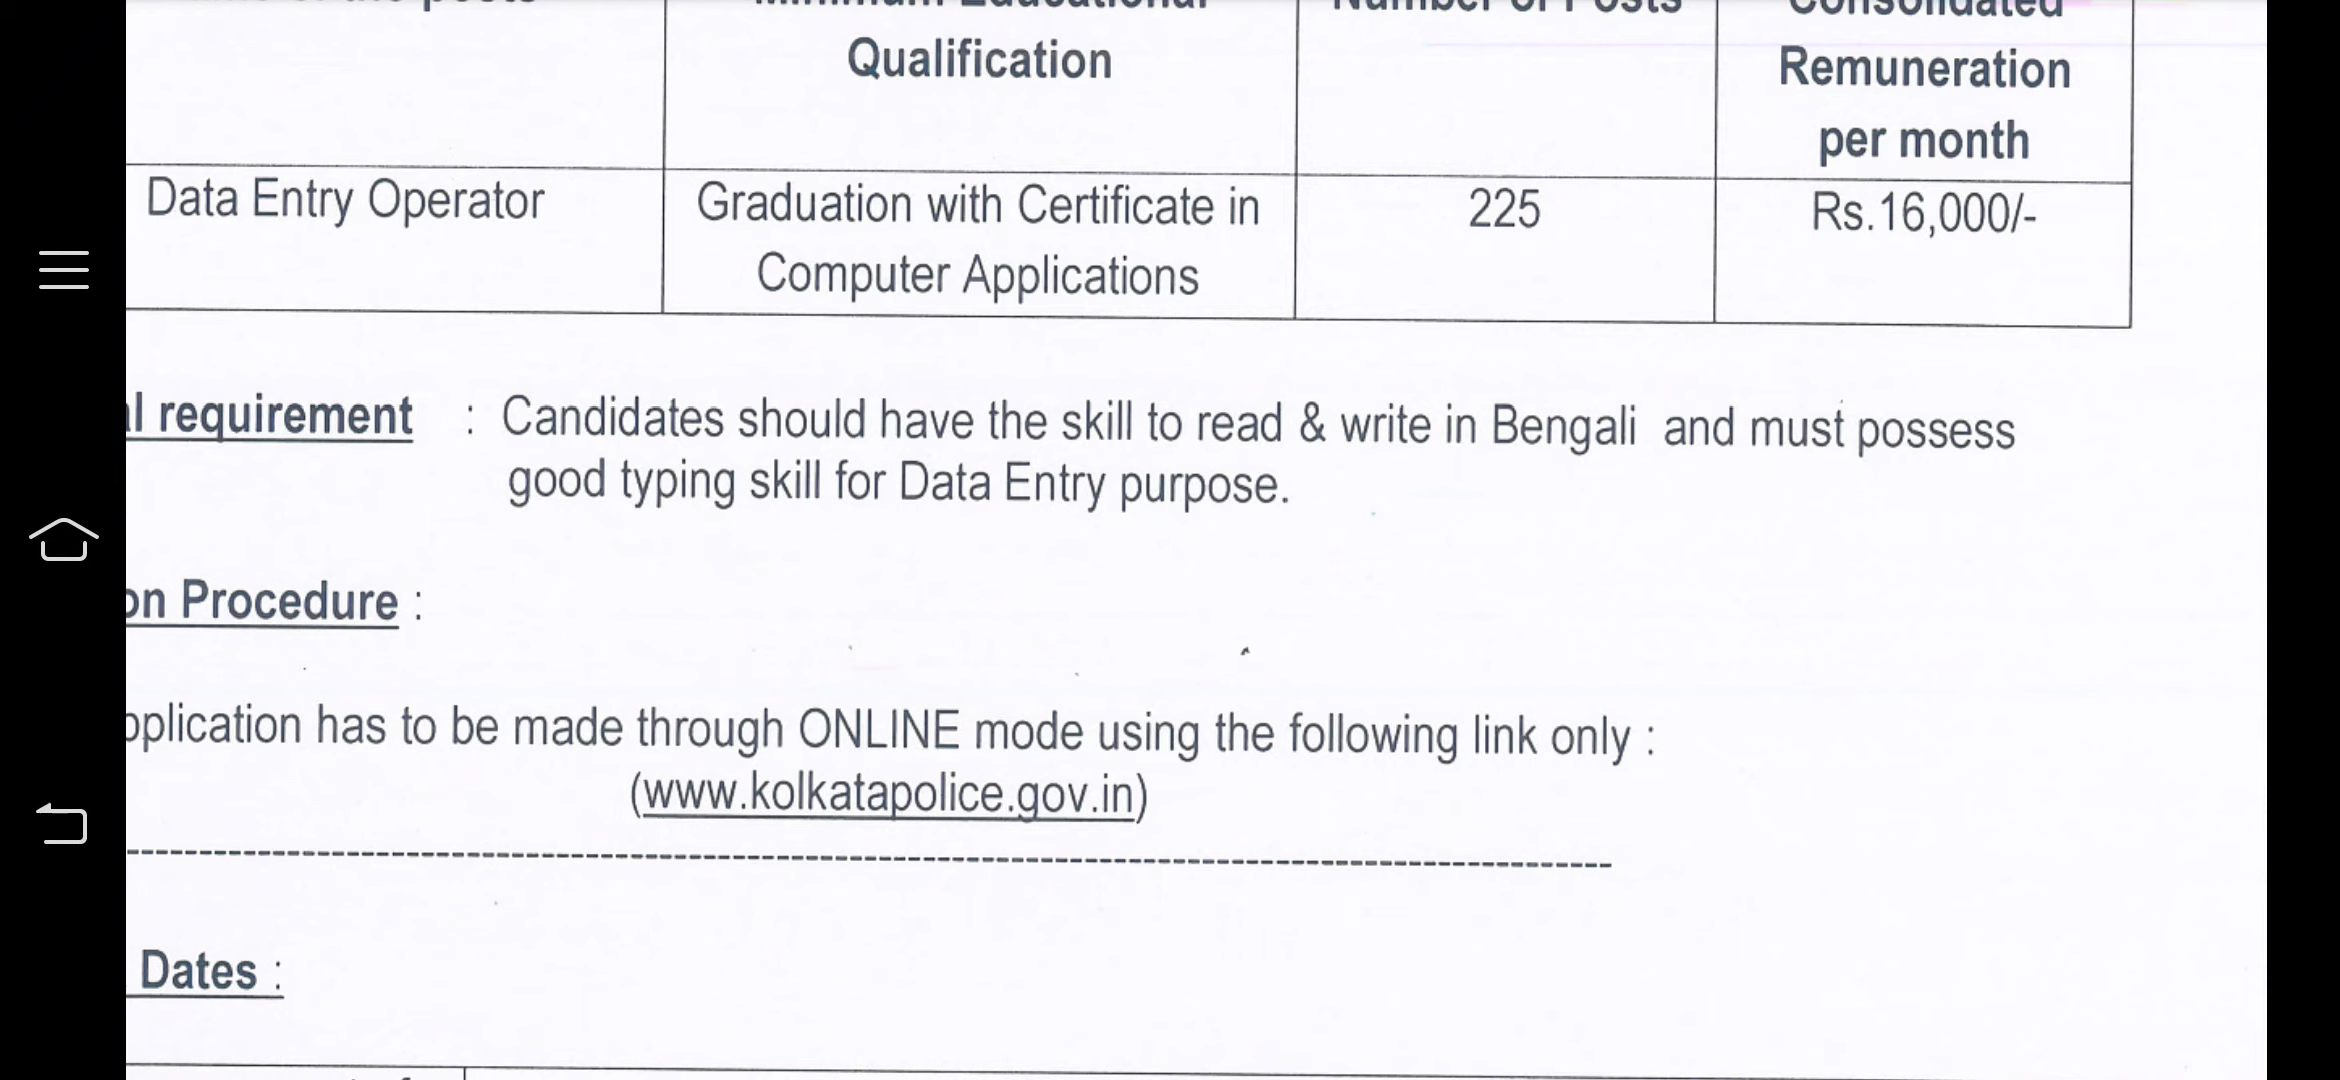 Qualification
Remuneration
per month
Data Entry Operator
Graduation with Certificate in
Computer Applications
225
Rs.16,000/-
requirement : Candidates should have the skill to read & write in Bengali and must possess
good typing skill for Data Entry purpose.
Procedure :
has to be made through ONLINE mode using the following link only :
(www.kolkatapolice.gov.in)
Dates :